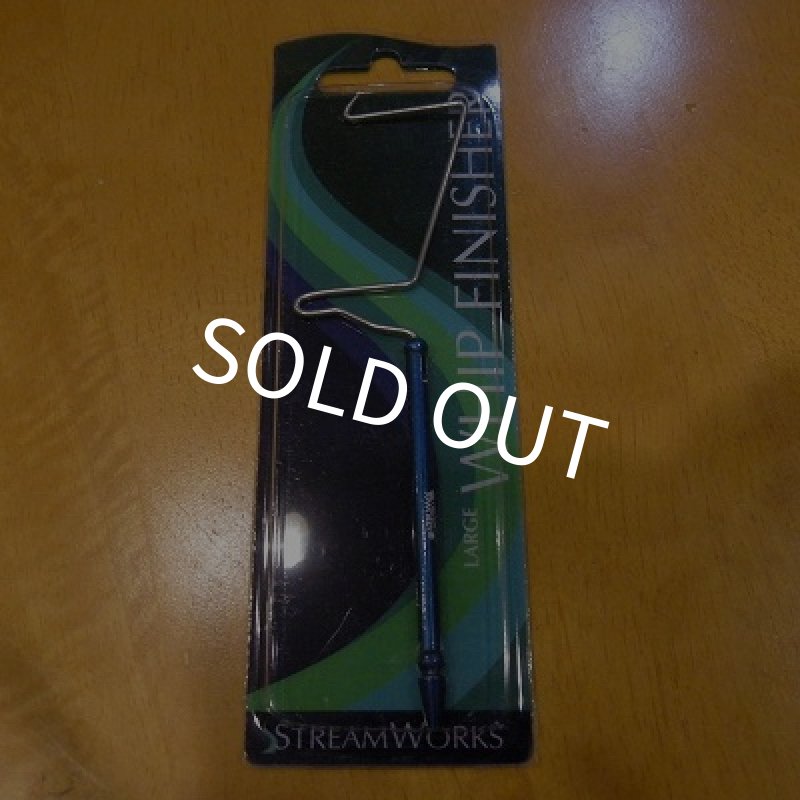 SOLD OUT
LARGE WHIP FINISHER
STREAMWORKS